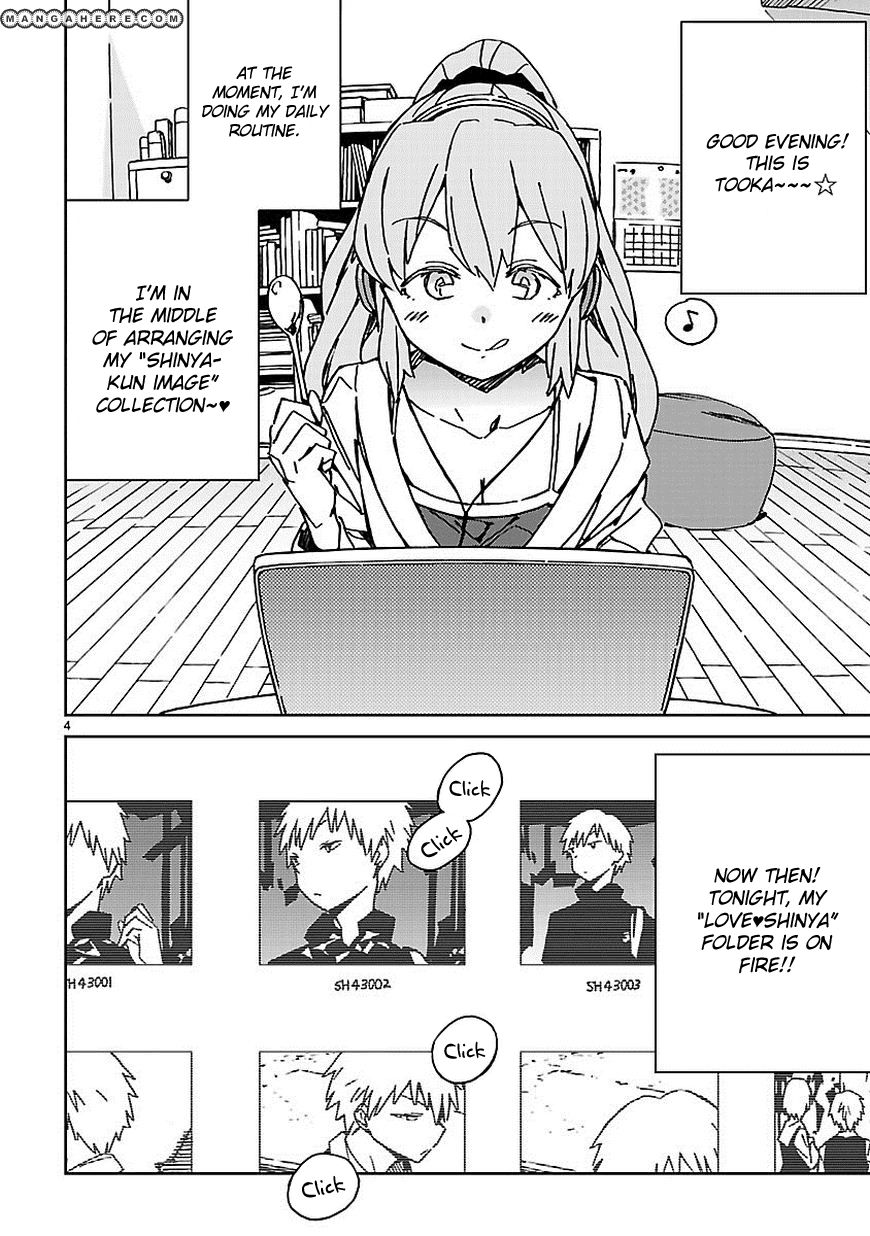 MANGAHERE.COM
GOOD EVENING!
THIS IS
TOOKA~~~☆
AT THE
MOMENT, I'M
DOING MY DAILY
ROUTINE.
I'M IN
THE MIDDLE
OF ARRANGING
MY "SHINYA-
KUN IMAGE"
COLLECTION~♥
♪
4
NOW THEN!
TONIGHT, MY
"LOVE♥SHINYA"
FOLDER IS ON
FIRE!!
Click
Click
H43001
SH43002
SH43003
Click
Click